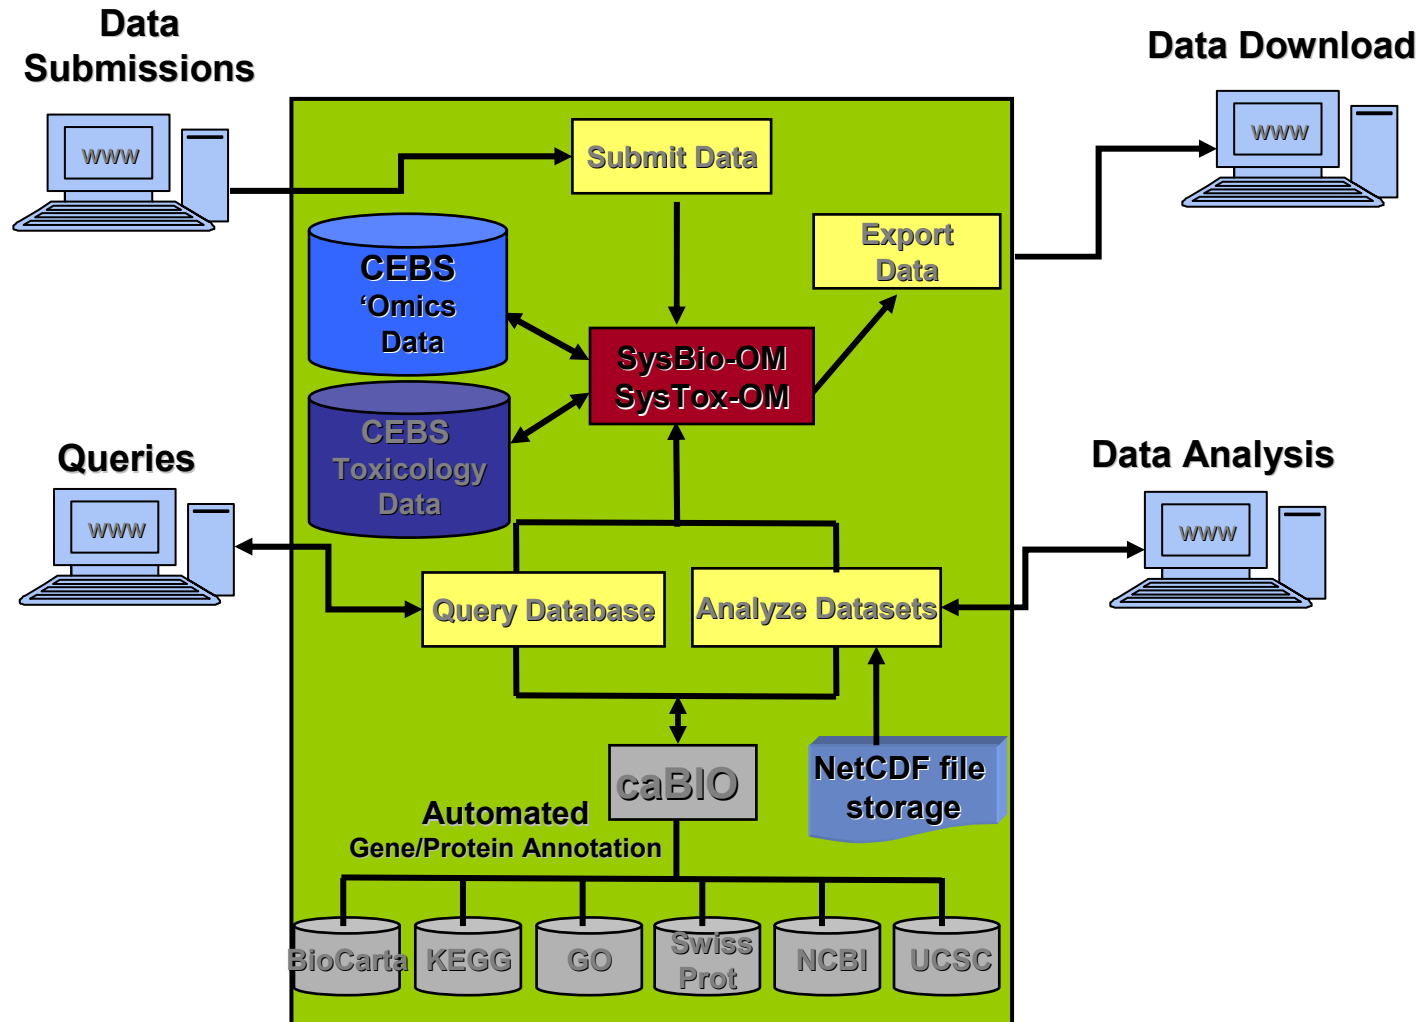 Data
Submissions
Data Download
www
www
Submit Data
Export
Data
CEBS
‘Omics
Data
SysBio-OM
SysTox-OM
CEBS
Toxicology
Data
Queries
Data Analysis
www
www
Query Database
Analyze Datasets
caBIO
NetCDF file
storage
Automated
Gene/Protein Annotation
BioCarta
KEGG
GO
Swiss
Prot
NCBI
UCSC